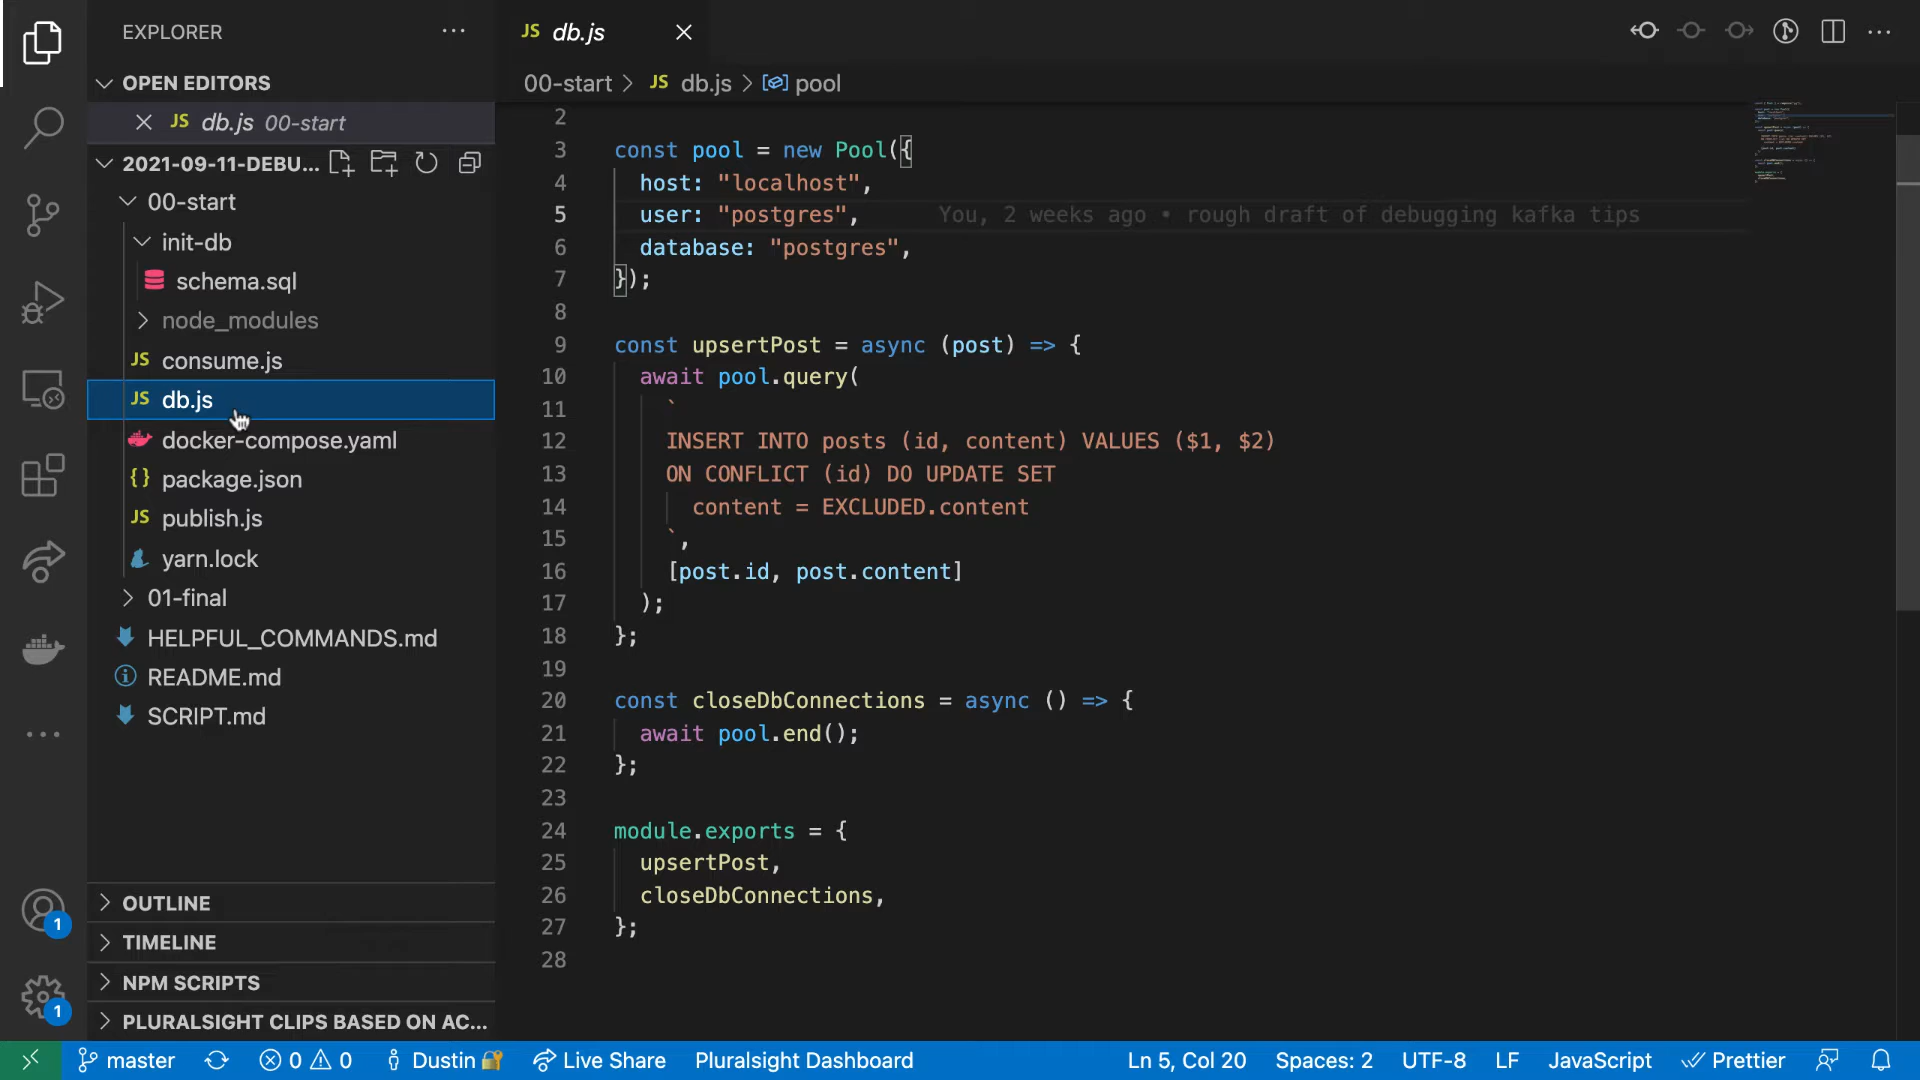 EXPLORER
OPEN EDITORS
JS db.js 00-start
2021-09-11-DEBU...
00-start
init-db
schema.sql
node_modules
JS consume.js
JS db.js
docker-compose.yaml
{} package.json
JS publish.js
yarn.lock
01-final
HELPFUL_COMMANDS.md
README.md
SCRIPT.md
OUTLINE
TIMELINE
NPM SCRIPTS
PLURALSIGHT CLIPS BASED ON AC...
1
1
JS db.js
00-start > JS db.js > pool
2
3 const pool = new Pool({
4 host: "localhost",
5 user: "postgres", You, 2 weeks ago • rough draft of debugging kafka tips
6 database: "postgres",
7 });
8
9 const upsertPost = async (post) => {
10 await pool.query(
11 `
12 INSERT INTO posts (id, content) VALUES ($1, $2)
13 ON CONFLICT (id) DO UPDATE SET
14 content = EXCLUDED.content
15 `,
16 [post.id, post.content]
17 );
18 };
19
20 const closeDbConnections = async () => {
21 await pool.end();
22 };
23
24 module.exports = {
25 upsertPost,
26 closeDbConnections,
27 };
28
master 0 0 Dustin Live Share Pluralsight Dashboard Ln 5, Col 20 Spaces: 2 UTF-8 LF JavaScript Prettier